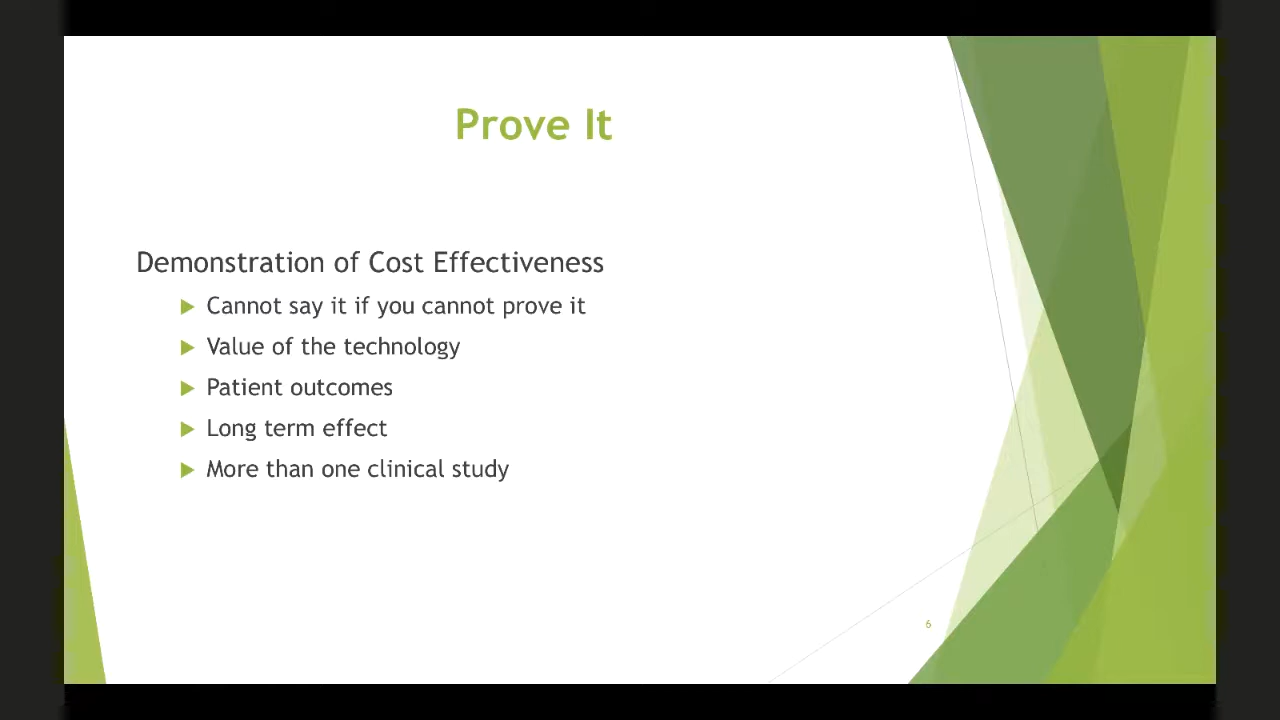 Prove It
Demonstration of Cost Effectiveness
Cannot say it if you cannot prove it
Value of the technology
Patient outcomes
Long term effect
More than one clinical study
6